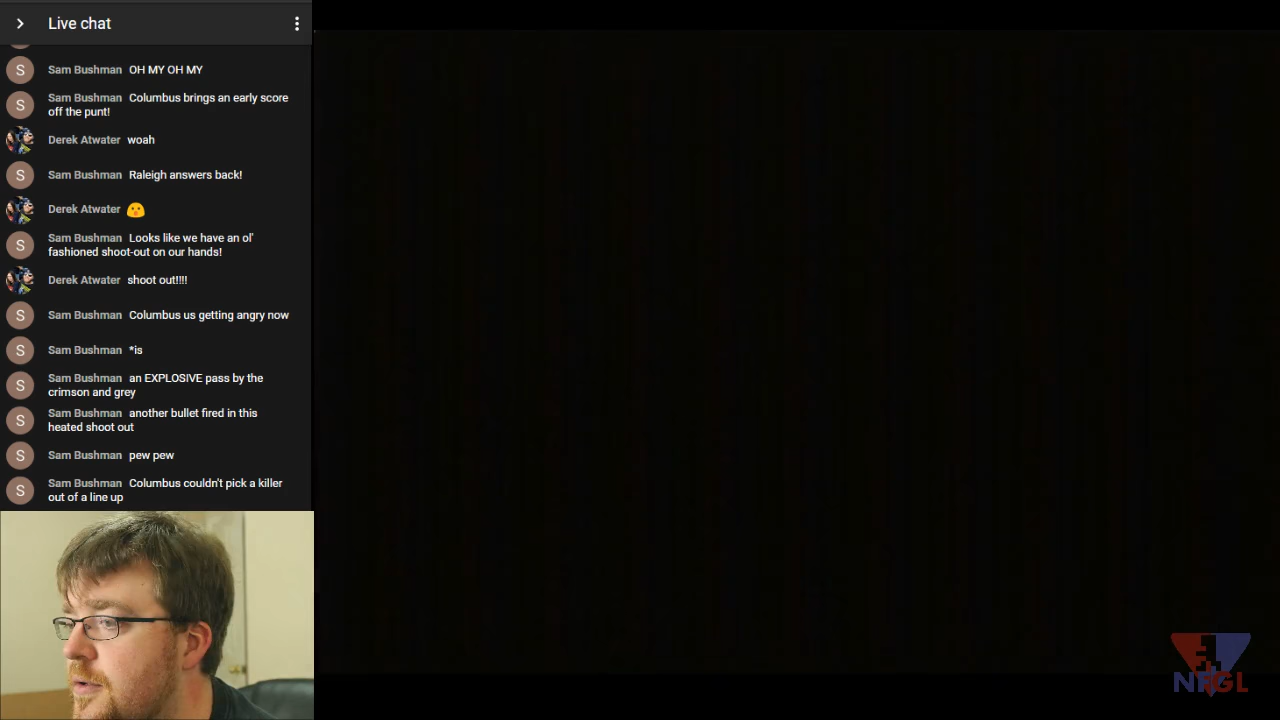 Live chat
Sam Bushman OH MY OH MY
Sam Bushman Columbus brings an early score
off the punt!
Derek Atwater woah
Sam Bushman Raleigh answers back!
Derek Atwater 😮
Sam Bushman Looks like we have an ol'
fashioned shoot-out on our hands!
Derek Atwater shoot out!!!!
Sam Bushman Columbus us getting angry now
Sam Bushman *is
Sam Bushman an EXPLOSIVE pass by the
crimson and grey
Sam Bushman another bullet fired in this
heated shoot out
Sam Bushman pew pew
Sam Bushman Columbus couldn't pick a killer
out of a line up
S
S
S
S
S
S
S
S
S
S
NFGL